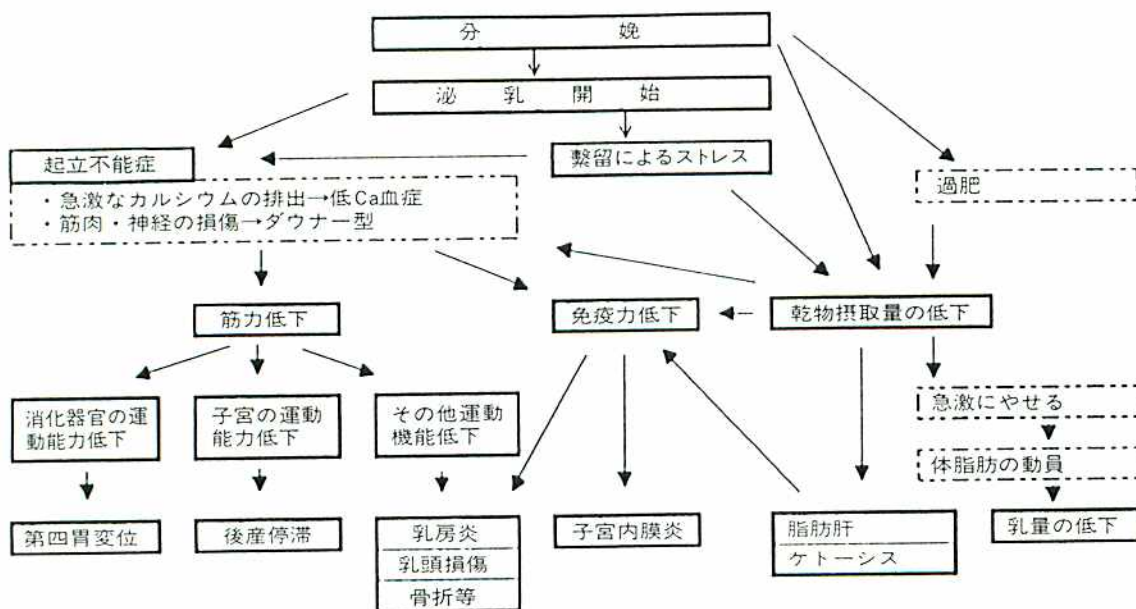 分娩
泌乳開始
起立不能症
繫留によるストレス
・急激なカルシウムの排出→低Ca血症
・筋肉・神経の損傷→ダウナー型
過肥
筋力低下
免疫力低下
乾物摂取量の低下
消化器官の運
動能力低下
子宮の運動
能力低下
その他運動
機能低下
急激にやせる
体脂肪の動員
第四胃変位
後産停滞
乳房炎
乳頭損傷
骨折等
子宮内膜炎
脂肪肝
ケトーシス
乳量の低下